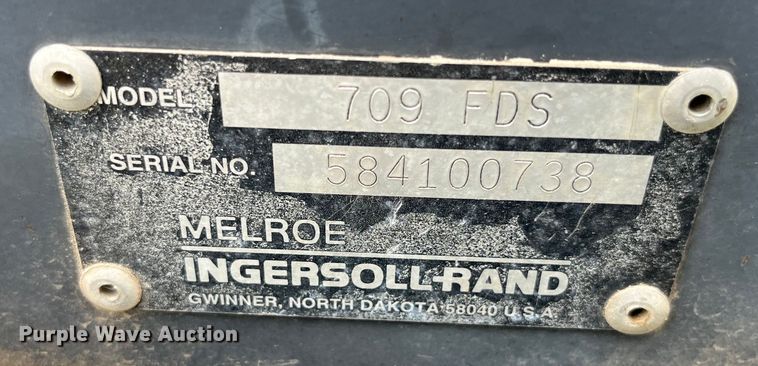 MODEL 709 FDS
SERIAL NO. 584100738
MELROE
INGERSOLL-RAND
GWINNER, NORTH DAKOTA 58040 U.S.A.
Purple Wave Auction